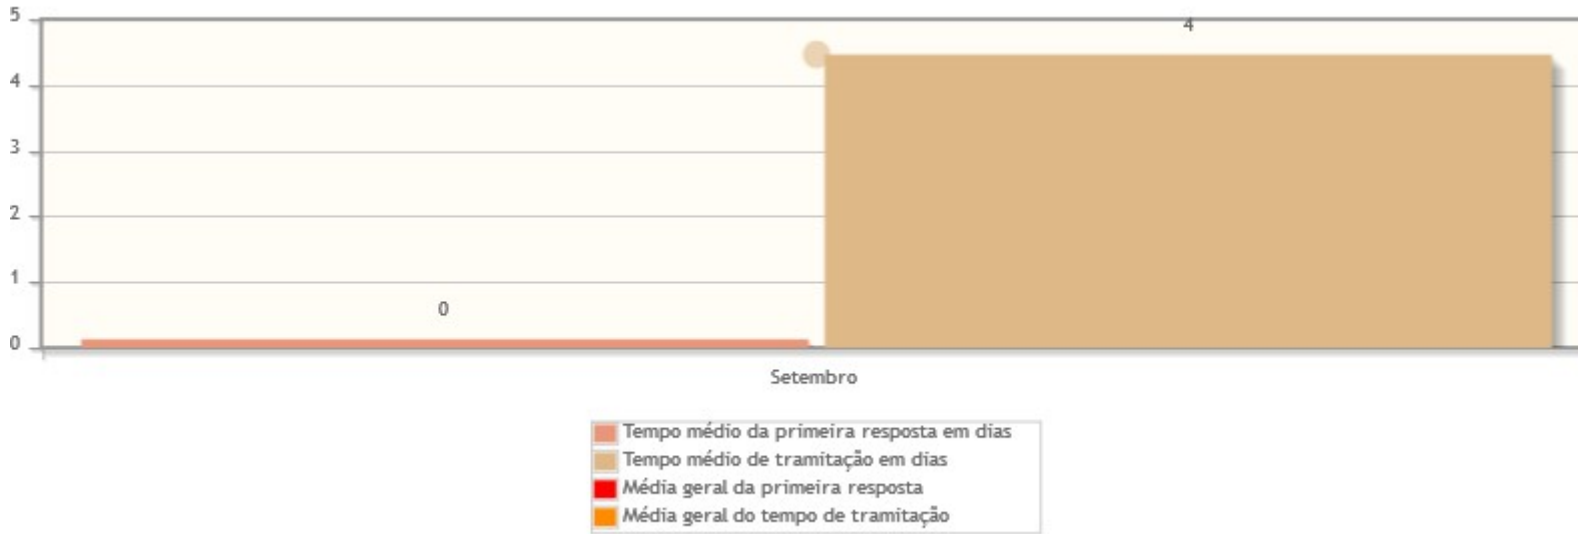 5
4
4
3
2
1
0
0
Setembro
Tempo médio da primeira resposta em dias
Tempo médio de tramitação em dias
Média geral da primeira resposta
Média geral do tempo de tramitação